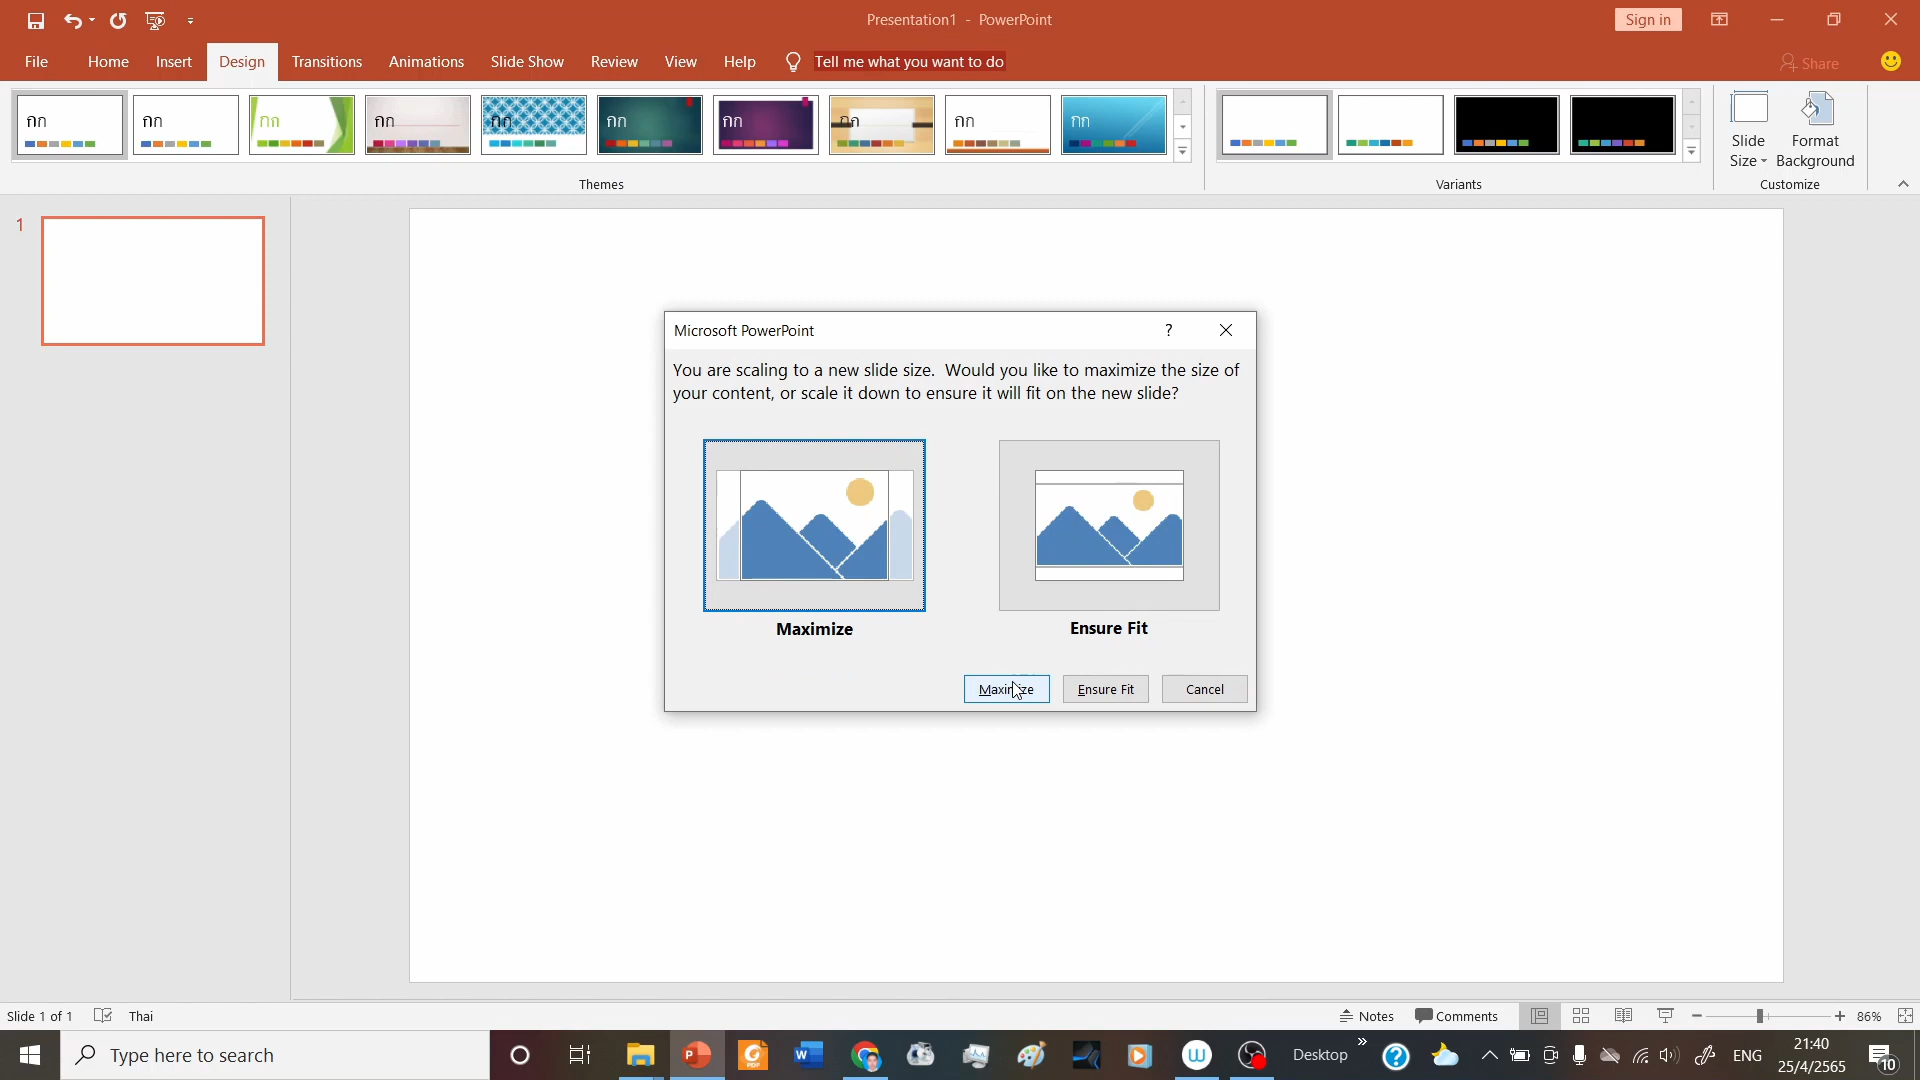 Presentation1 - PowerPoint
Sign in
File
Home
Insert
Design
Transitions
Animations
Slide Show
Review
View
Help
Tell me what you want to do
Share
กก
กก
กก
กก
กก
กก
กก
กก
กก
กก
Slide
Size
Format
Background
Themes
Variants
Customize
1
Microsoft PowerPoint
?
You are scaling to a new slide size. Would you like to maximize the size of
your content, or scale it down to ensure it will fit on the new slide?
Maximize
Ensure Fit
Maximize
Ensure Fit
Cancel
Slide 1 of 1
Thai
Notes
Comments
86%
Type here to search
Desktop
ENG
21:40
25/4/2565
10